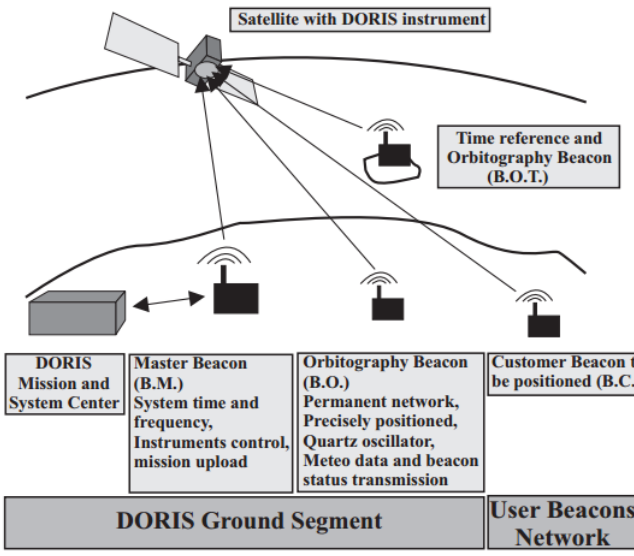 Satellite with DORIS instrument
Time reference and
Orbitography Beacon
(B.O.T.)
DORIS
Mission and
System Center
Master Beacon
(B.M.)
System time and
frequency,
Instruments control,
mission upload
Orbitography Beacon
(B.O.)
Permanent network,
Precisely positioned,
Quartz oscillator,
Meteo data and beacon
status transmission
Customer Beacon t
be positioned (B.C.
DORIS Ground Segment
User Beacons
Network